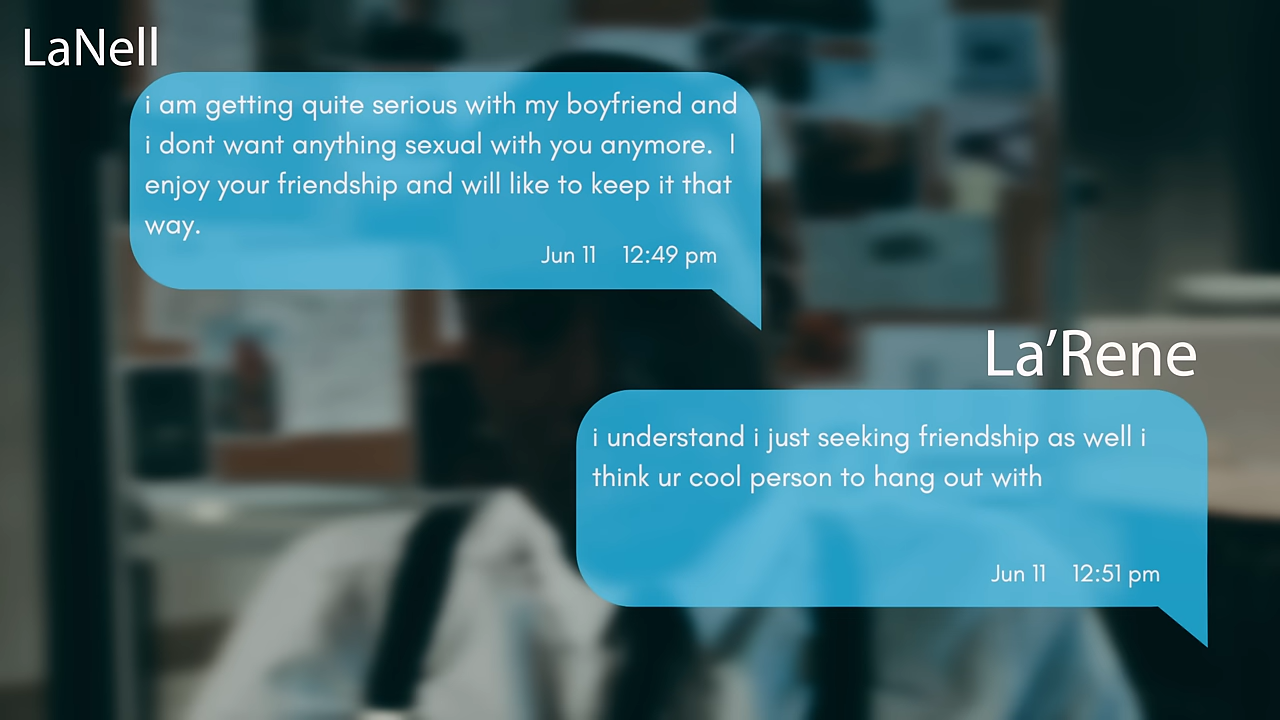 LaNell
i am getting quite serious with my boyfriend and
i dont want anything sexual with you anymore.  I
enjoy your friendship and will like to keep it that
way.
Jun 11    12:49 pm
La’Rene
i understand i just seeking friendship as well i
think ur cool person to hang out with
Jun 11    12:51 pm